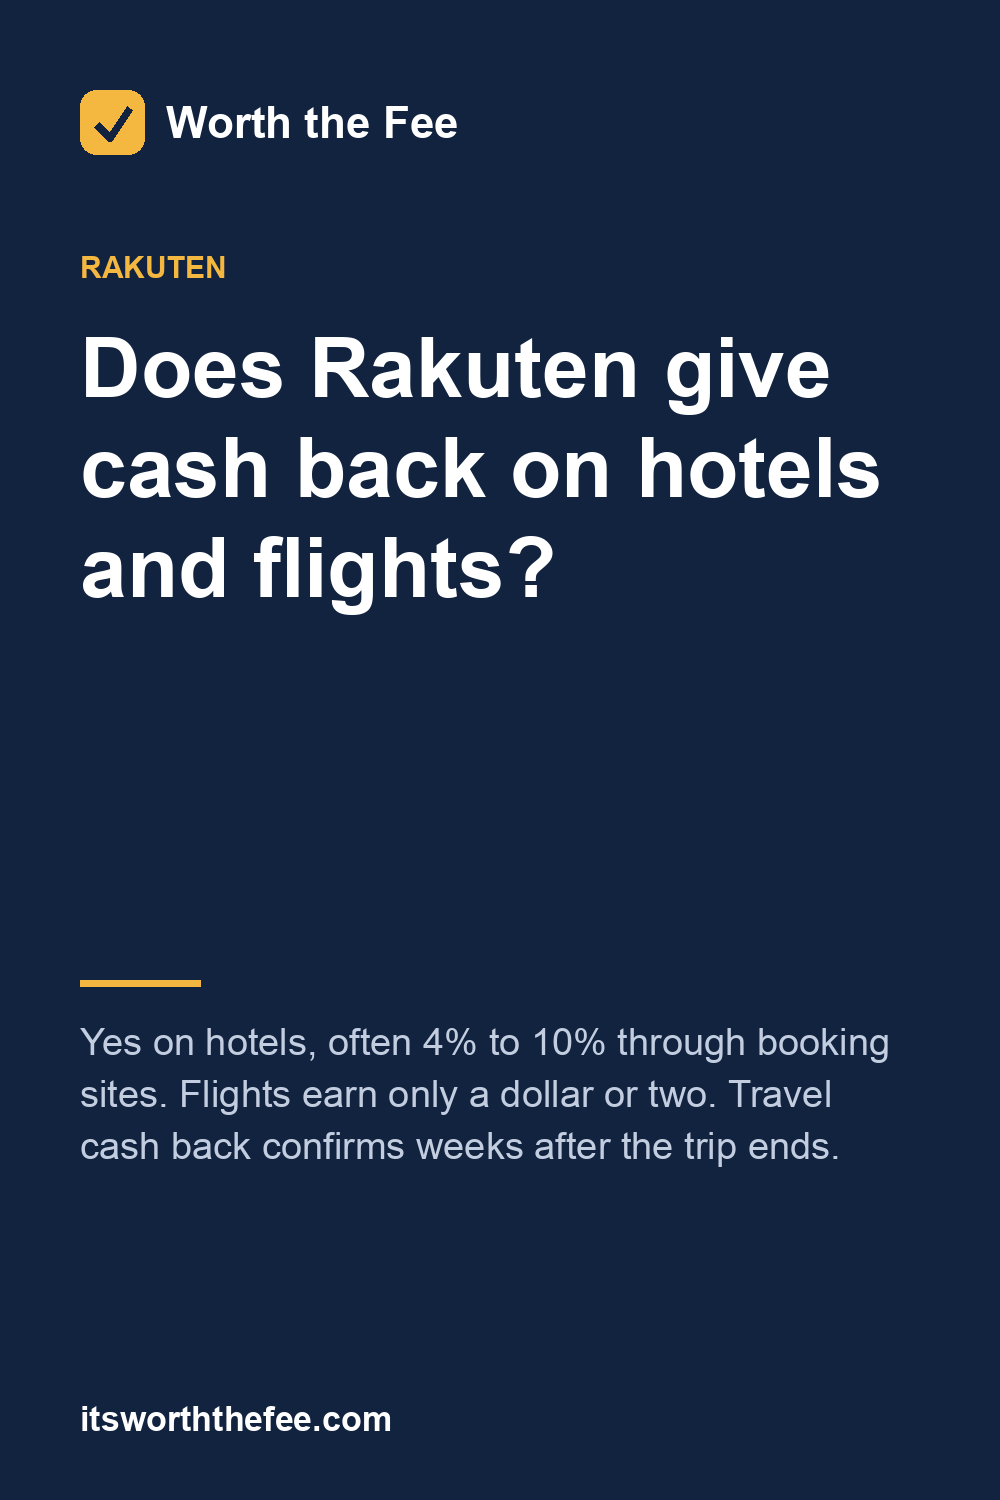 Worth the Fee
RAKUTEN
Does Rakuten give
cash back on hotels
and flights?
Yes on hotels, often 4% to 10% through booking
sites. Flights earn only a dollar or two. Travel
cash back confirms weeks after the trip ends.
itsworththefee.com